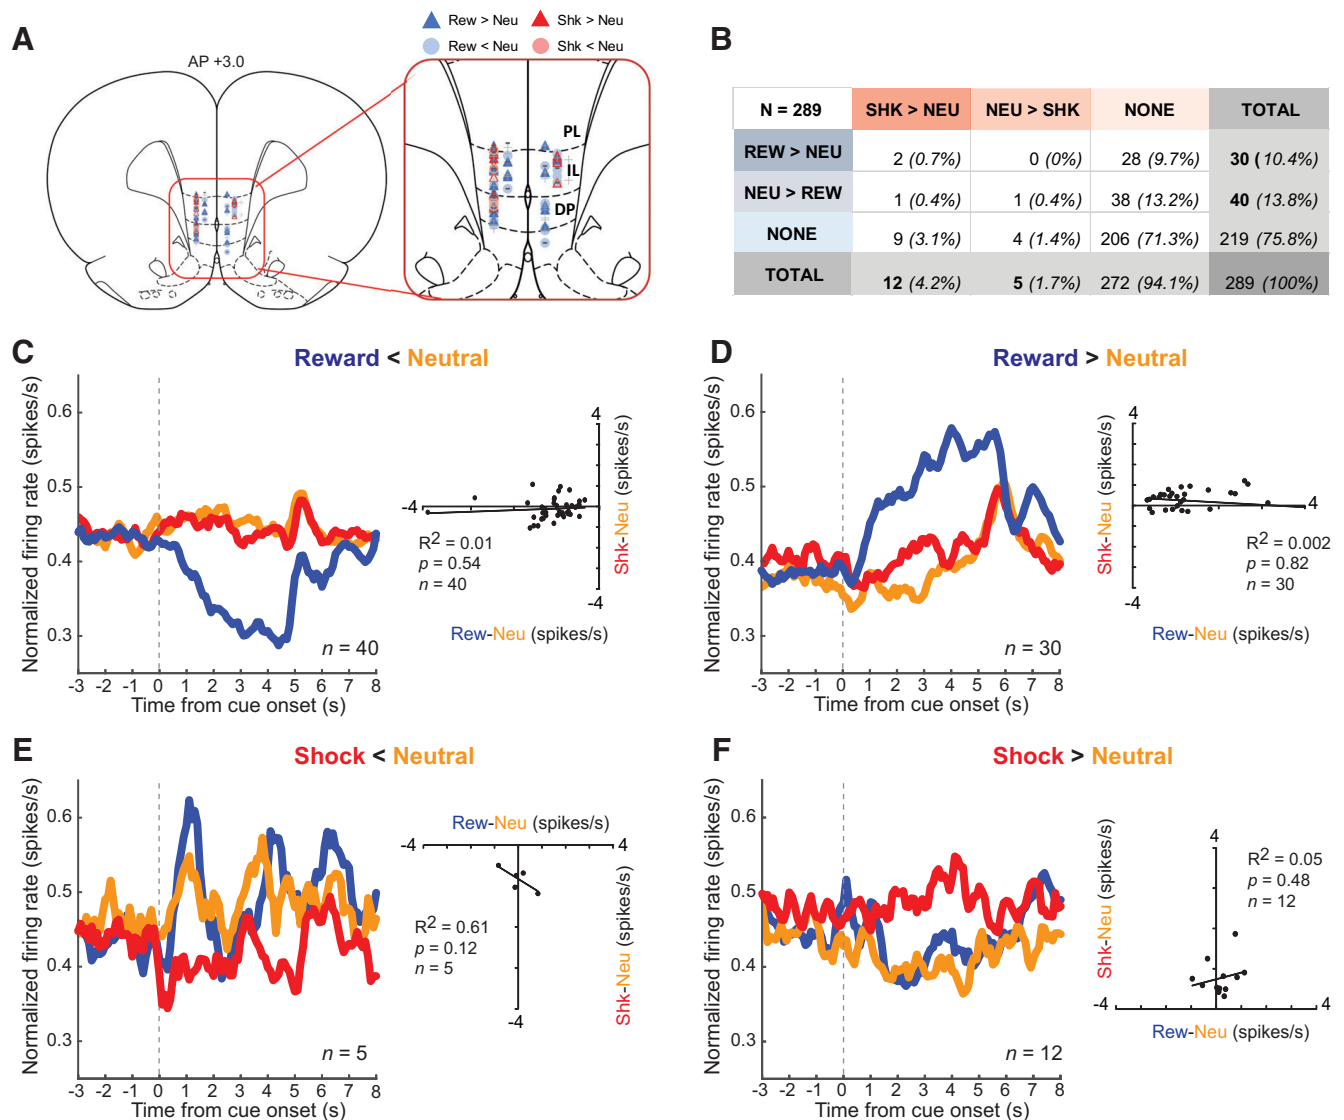 A
AP +3.0
Rew > Neu
Shk > Neu
Rew < Neu
Shk < Neu
PL
IL
DP
B
N = 289 SHK > NEU NEU > SHK NONE TOTAL
REW > NEU 2 (0.7%) 0 (0%) 28 (9.7%) 30 ( 10.4%)
NEU > REW 1 (0.4%) 1 (0.4%) 38 (13.2%) 40 (13.8%)
NONE 9 (3.1%) 4 (1.4%) 206 (71.3%) 219 (75.8%)
TOTAL 12 (4.2%) 5 (1.7%) 272 (94.1%) 289 (100%)
C
Reward < Neutral
Normalized firing rate (spikes/s)
0.6
0.5
0.4
0.3
-3 -2 -1 0 1 2 3 4 5 6 7 8
Time from cue onset (s)
n = 40
4
-4
-4
R2 = 0.01
p = 0.54
n = 40
Shk-Neu (spikes/s)
Rew-Neu (spikes/s)
D
Reward > Neutral
Normalized firing rate (spikes/s)
0.6
0.5
0.4
0.3
-3 -2 -1 0 1 2 3 4 5 6 7 8
Time from cue onset (s)
n = 30
4
4
-4
Shk-Neu (spikes/s)
R2 = 0.002
p = 0.82
n = 30
Rew-Neu (spikes/s)
E
Shock < Neutral
Normalized firing rate (spikes/s)
0.6
0.5
0.4
0.3
-3 -2 -1 0 1 2 3 4 5 6 7 8
Time from cue onset (s)
n = 5
Rew-Neu (spikes/s)
-4
4
-4
R2 = 0.61
p = 0.12
n = 5
Shk-Neu (spikes/s)
F
Shock > Neutral
Normalized firing rate (spikes/s)
0.6
0.5
0.4
0.3
-3 -2 -1 0 1 2 3 4 5 6 7 8
Time from cue onset (s)
n = 12
4
Shk-Neu (spikes/s)
R2 = 0.05
p = 0.48
n = 12
-4
4
Rew-Neu (spikes/s)